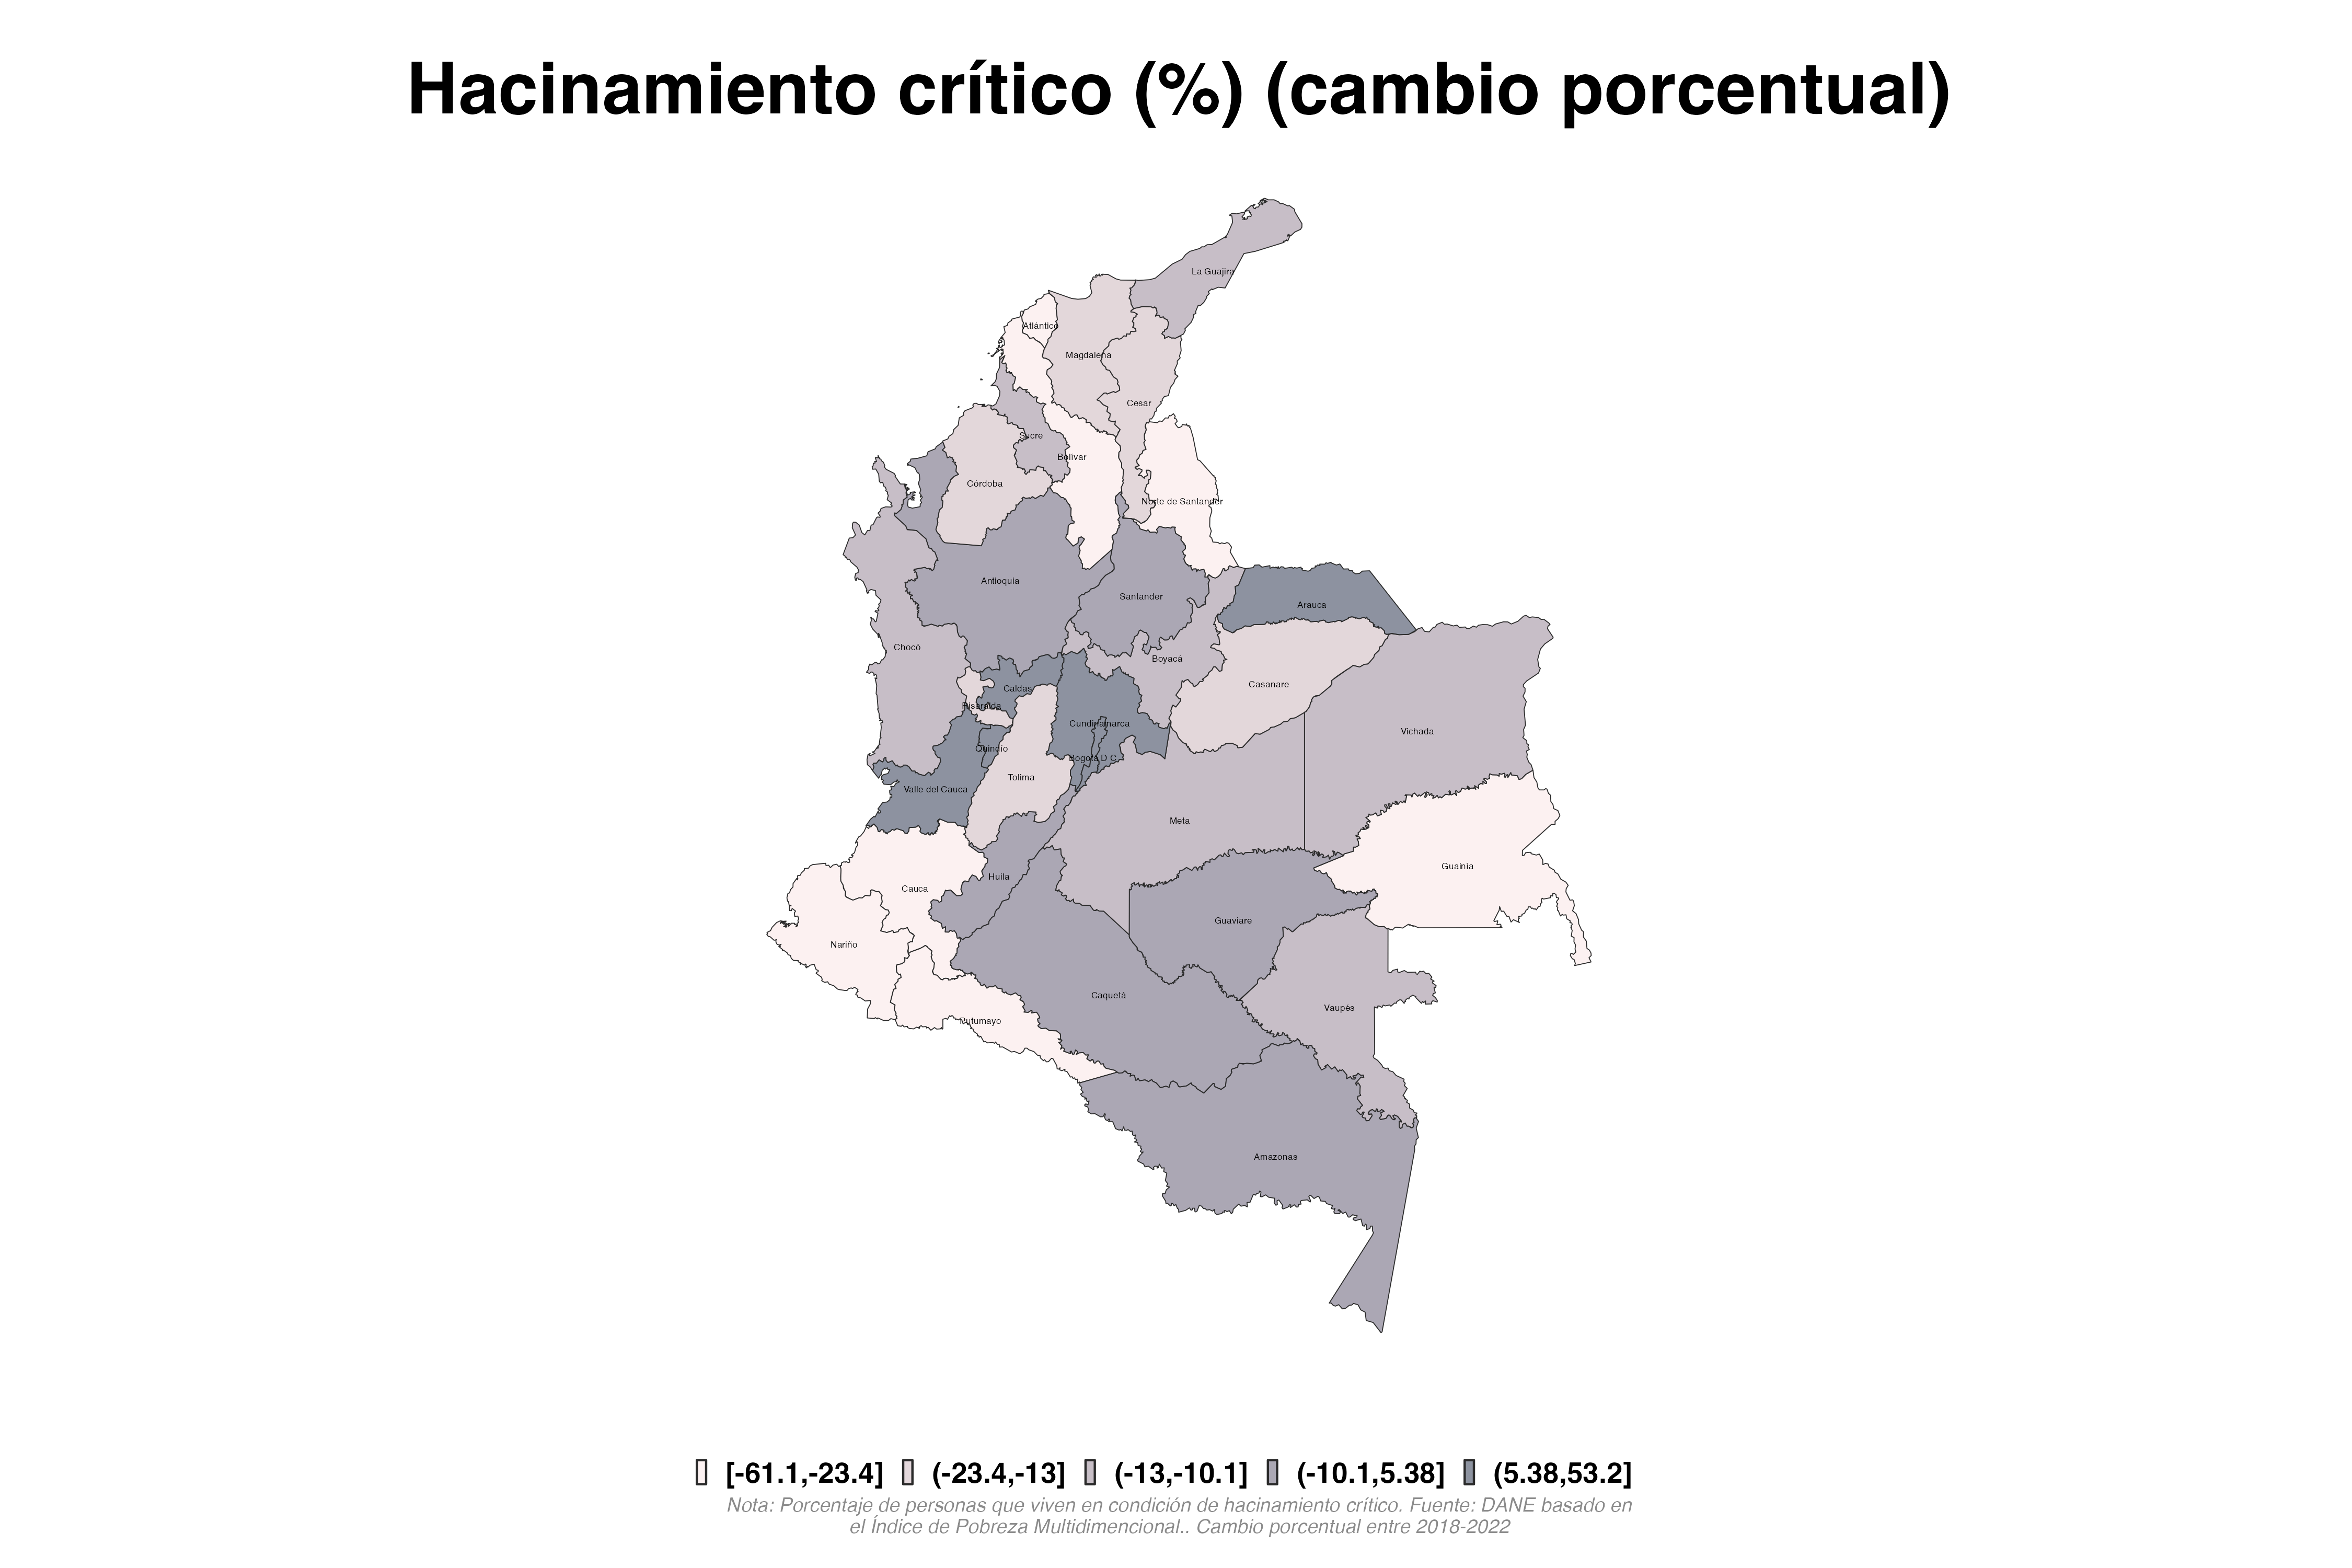 Hacinamiento crítico (%) (cambio porcentual)
La Guajira
Atlántico
Magdalena
Cesar
Sucre
Bolívar
Córdoba
Norte de Santander
Antioquia
Santander
Arauca
Chocó
Boyacá
Caldas
Casanare
Risaralda
Cundinamarca
Vichada
Quindío
Bogotá D.C.
Tolima
Valle del Cauca
Meta
Guainía
Huila
Cauca
Guaviare
Nariño
Caquetá
Vaupés
Putumayo
Amazonas
[-61.1,-23.4] (-23.4,-13] (-13,-10.1] (-10.1,5.38] (5.38,53.2]
Nota: Porcentaje de personas que viven en condición de hacinamiento crítico. Fuente: DANE basado en
el Índice de Pobreza Multidimencional.. Cambio porcentual entre 2018-2022